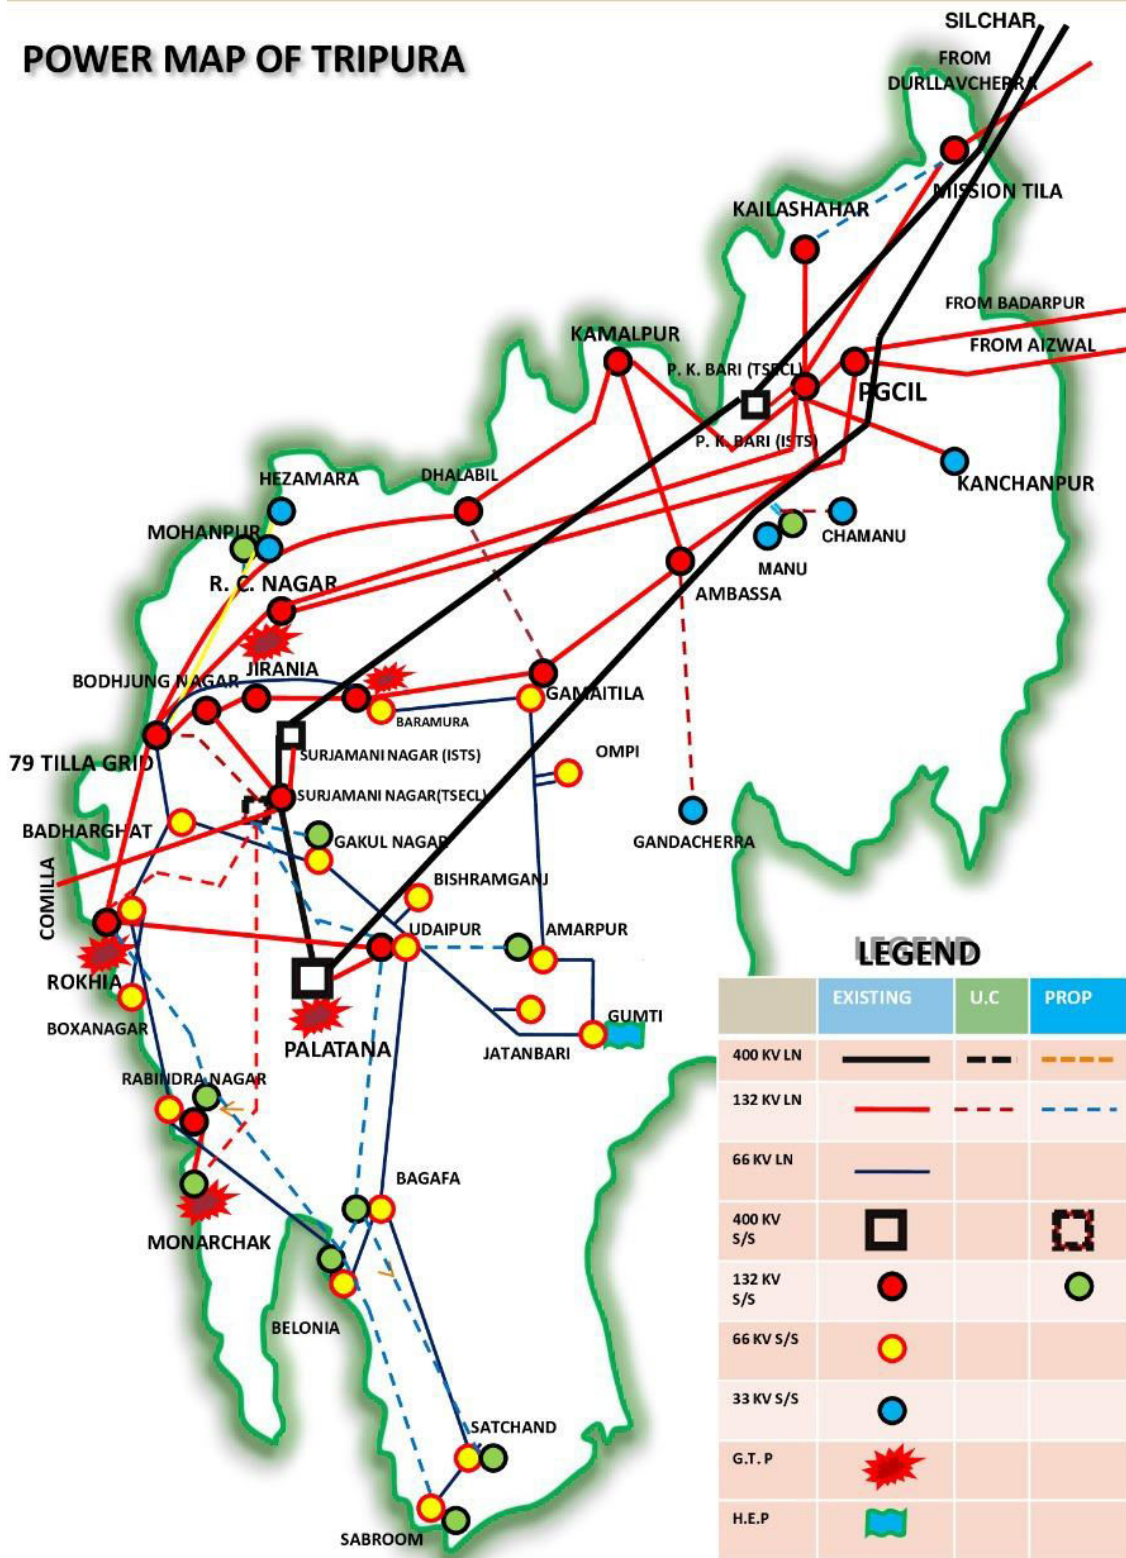 SILCHAR
POWER MAP OF TRIPURA
FROM
DURLLAVCHERRA
MISSION TILA
KAILASHAHAR
FROM BADARPUR
KAMALPUR
FROM AIZWAL
P. K. BARI (TSECL)
PGCIL
P. K. BARI (ISTS)
HEZAMARA
DHALABIL
KANCHANPUR
MOHANPUR
CHAMANU
MANU
R. C. NAGAR
AMBASSA
JIRANIA
BODHJUNG NAGAR
GAMAITILA
BARAMURA
79 TILLA GRID
SURJAMANI NAGAR (ISTS)
OMPI
SURJAMANI NAGAR(TSECL)
BADHARGHAT
GAKUL NAGAR
GANDACHERRA
COMILLA
BISHRAMGANJ
UDAIPUR
AMARPUR
LEGEND
ROKHIA
EXISTING
U.C
PROP
BOXANAGAR
GUMTI
PALATANA
JATANBARI
400 KV LN
RABINDRA NAGAR
132 KV LN
66 KV LN
BAGAFA
400 KV
S/S
MONARCHAK
132 KV
S/S
BELONIA
66 KV S/S
33 KV S/S
SATCHAND
G.T. P
H.E.P
SABROOM